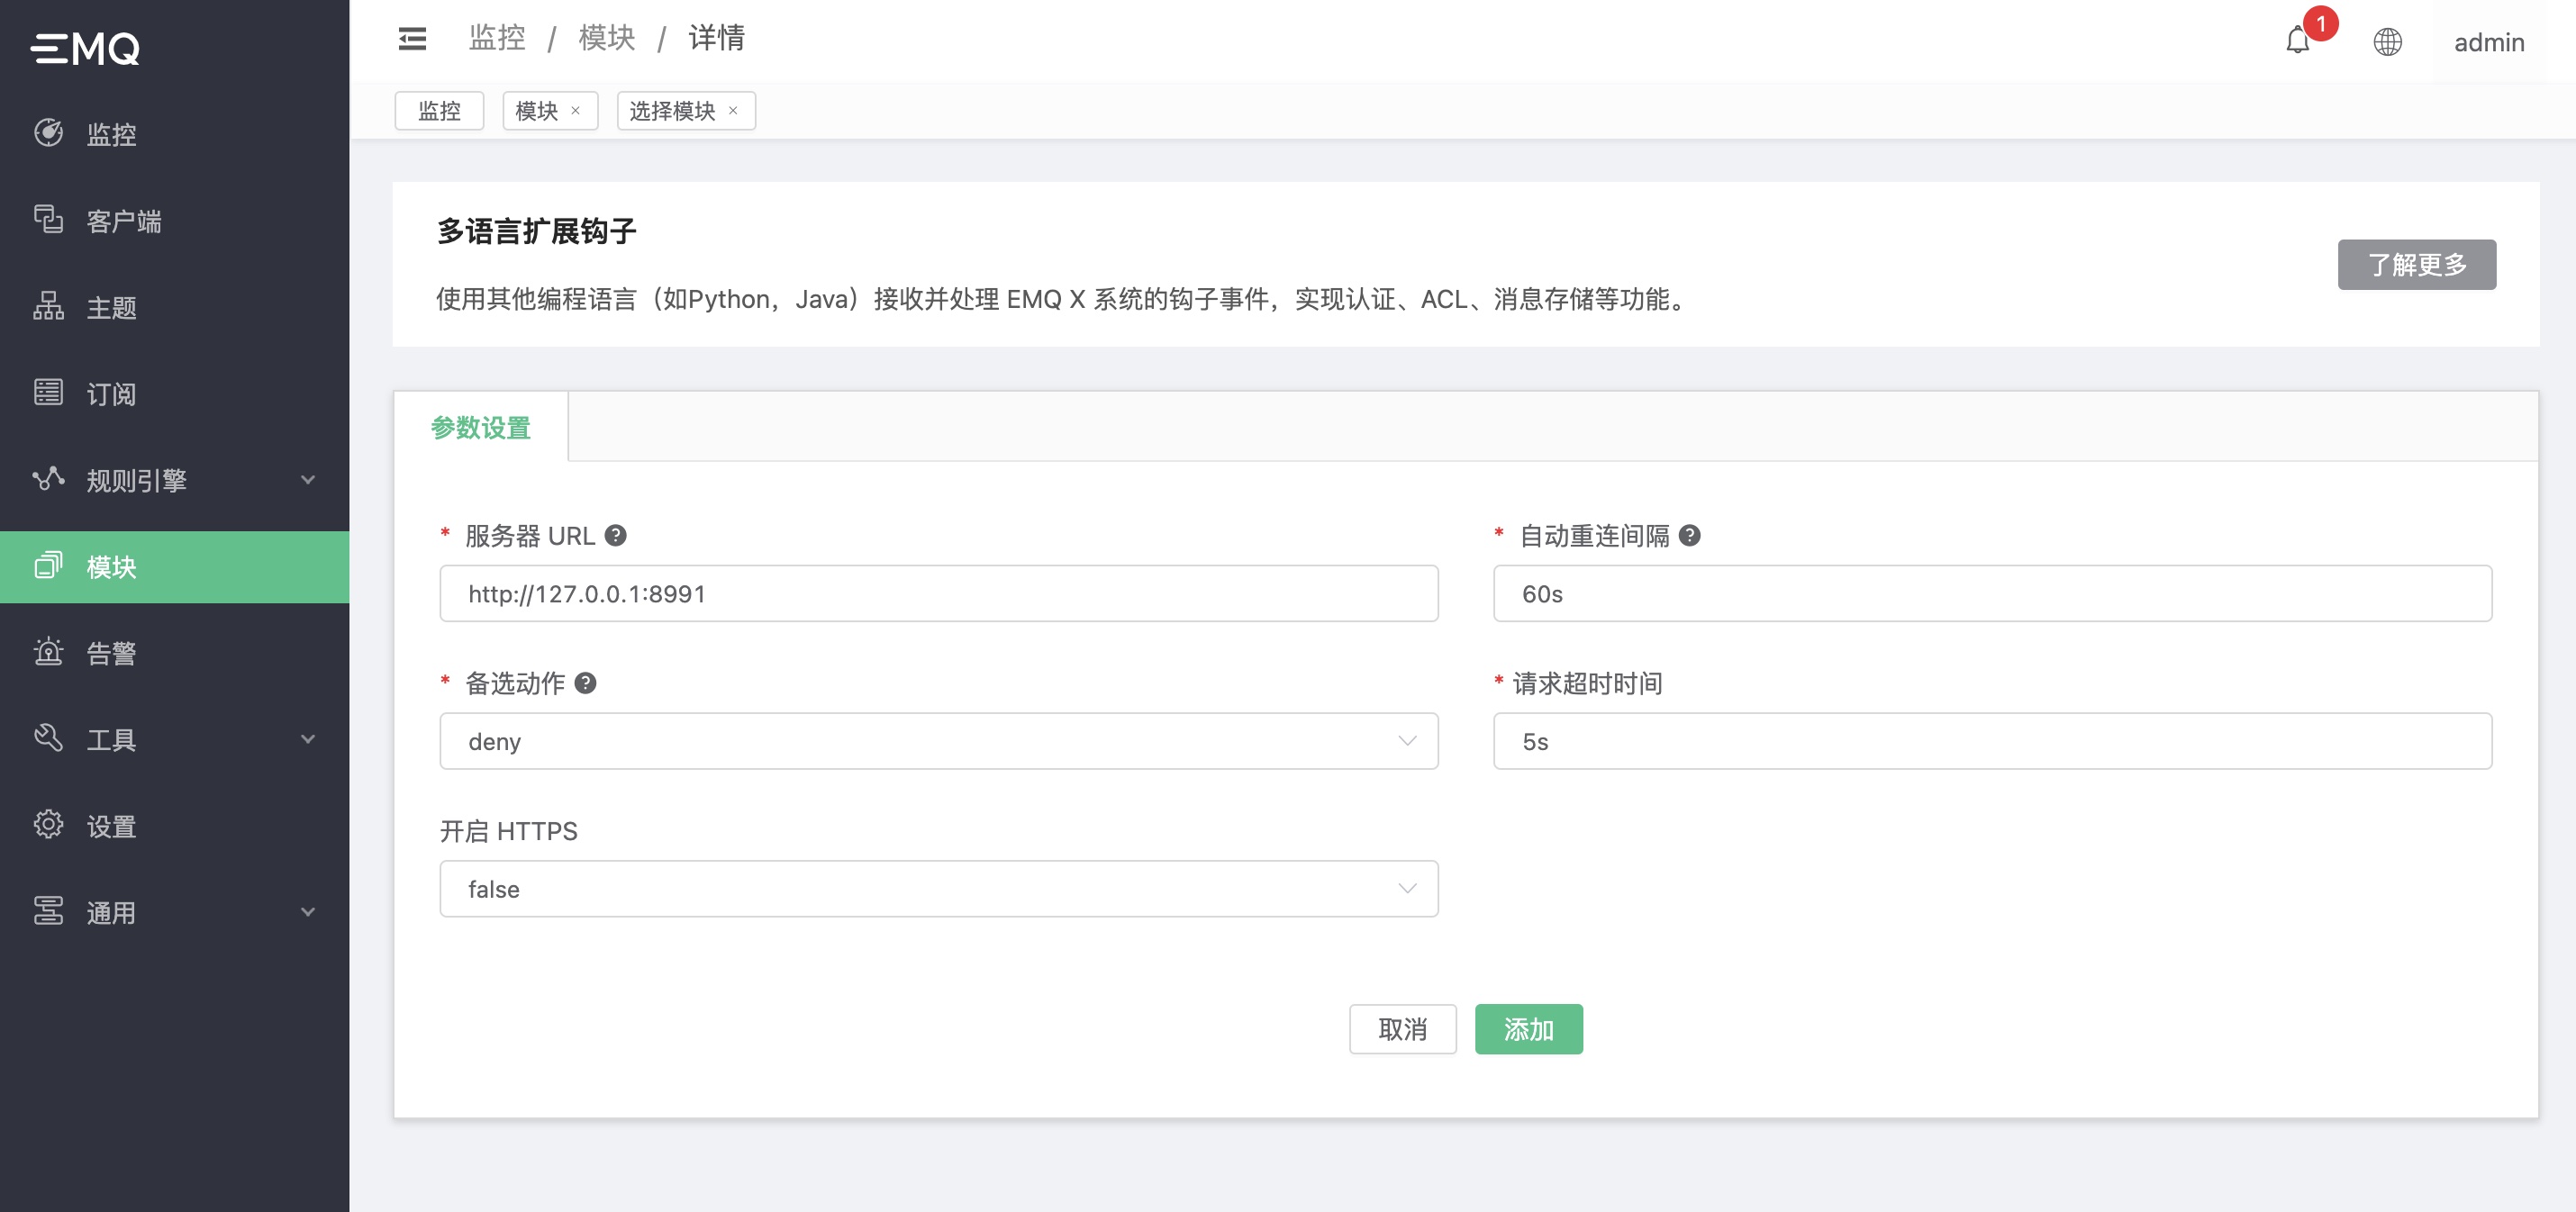 EMQ
监控
客户端
主题
订阅
规则引擎
模块
告警
工具
设置
通用
监控 / 模块 / 详情
1
admin
监控
模块 ×
选择模块 ×
多语言扩展钩子
使用其他编程语言（如Python，Java）接收并处理 EMQ X 系统的钩子事件，实现认证、ACL、消息存储等功能。
了解更多
参数设置
* 服务器 URL ?
http://127.0.0.1:8991
* 自动重连间隔 ?
60s
* 备选动作 ?
deny
* 请求超时时间
5s
开启 HTTPS
false
取消
添加